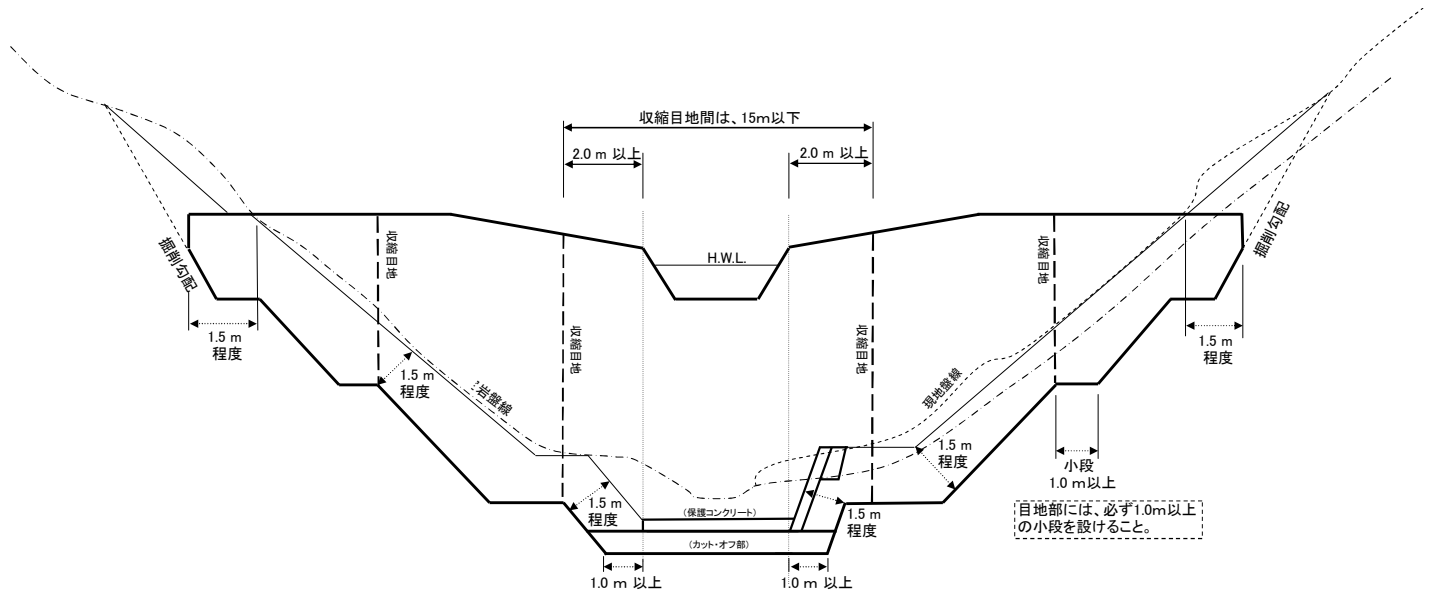 収縮目地間は、15m以下
2.0 m 以上
2.0 m 以上
掘削勾配
収縮目地
H.W.L.
収縮目地
掘削勾配
1.5 m
程度
収縮目地
収縮目地
1.5 m
程度
1.5 m
程度
岩盤線
現地盤線
1.5 m
程度
小段
1.0 m以上
1.5 m
程度
(保護コンクリート)
1.5 m
程度
目地部には、必ず1.0m以上
の小段を設けること。
(カット・オフ部)
1.0 m 以上
1.0 m 以上